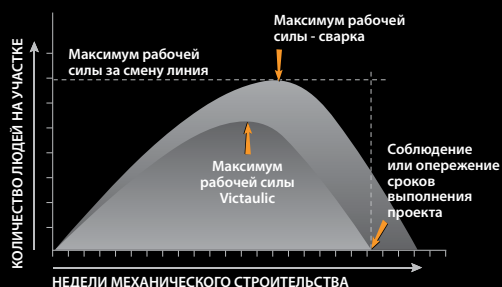 Максимум рабочей
силы - сварка
Максимум рабочей
силы за смену линия
КОЛИЧЕСТВО ЛЮДЕЙ НА УЧАСТКЕ
Максимум
рабочей силы
Victaulic
Соблюдение
или опережение
сроков
выполнения
проекта
НЕДЕЛИ МЕХАНИЧЕСКОГО СТРОИТЕЛЬСТВА